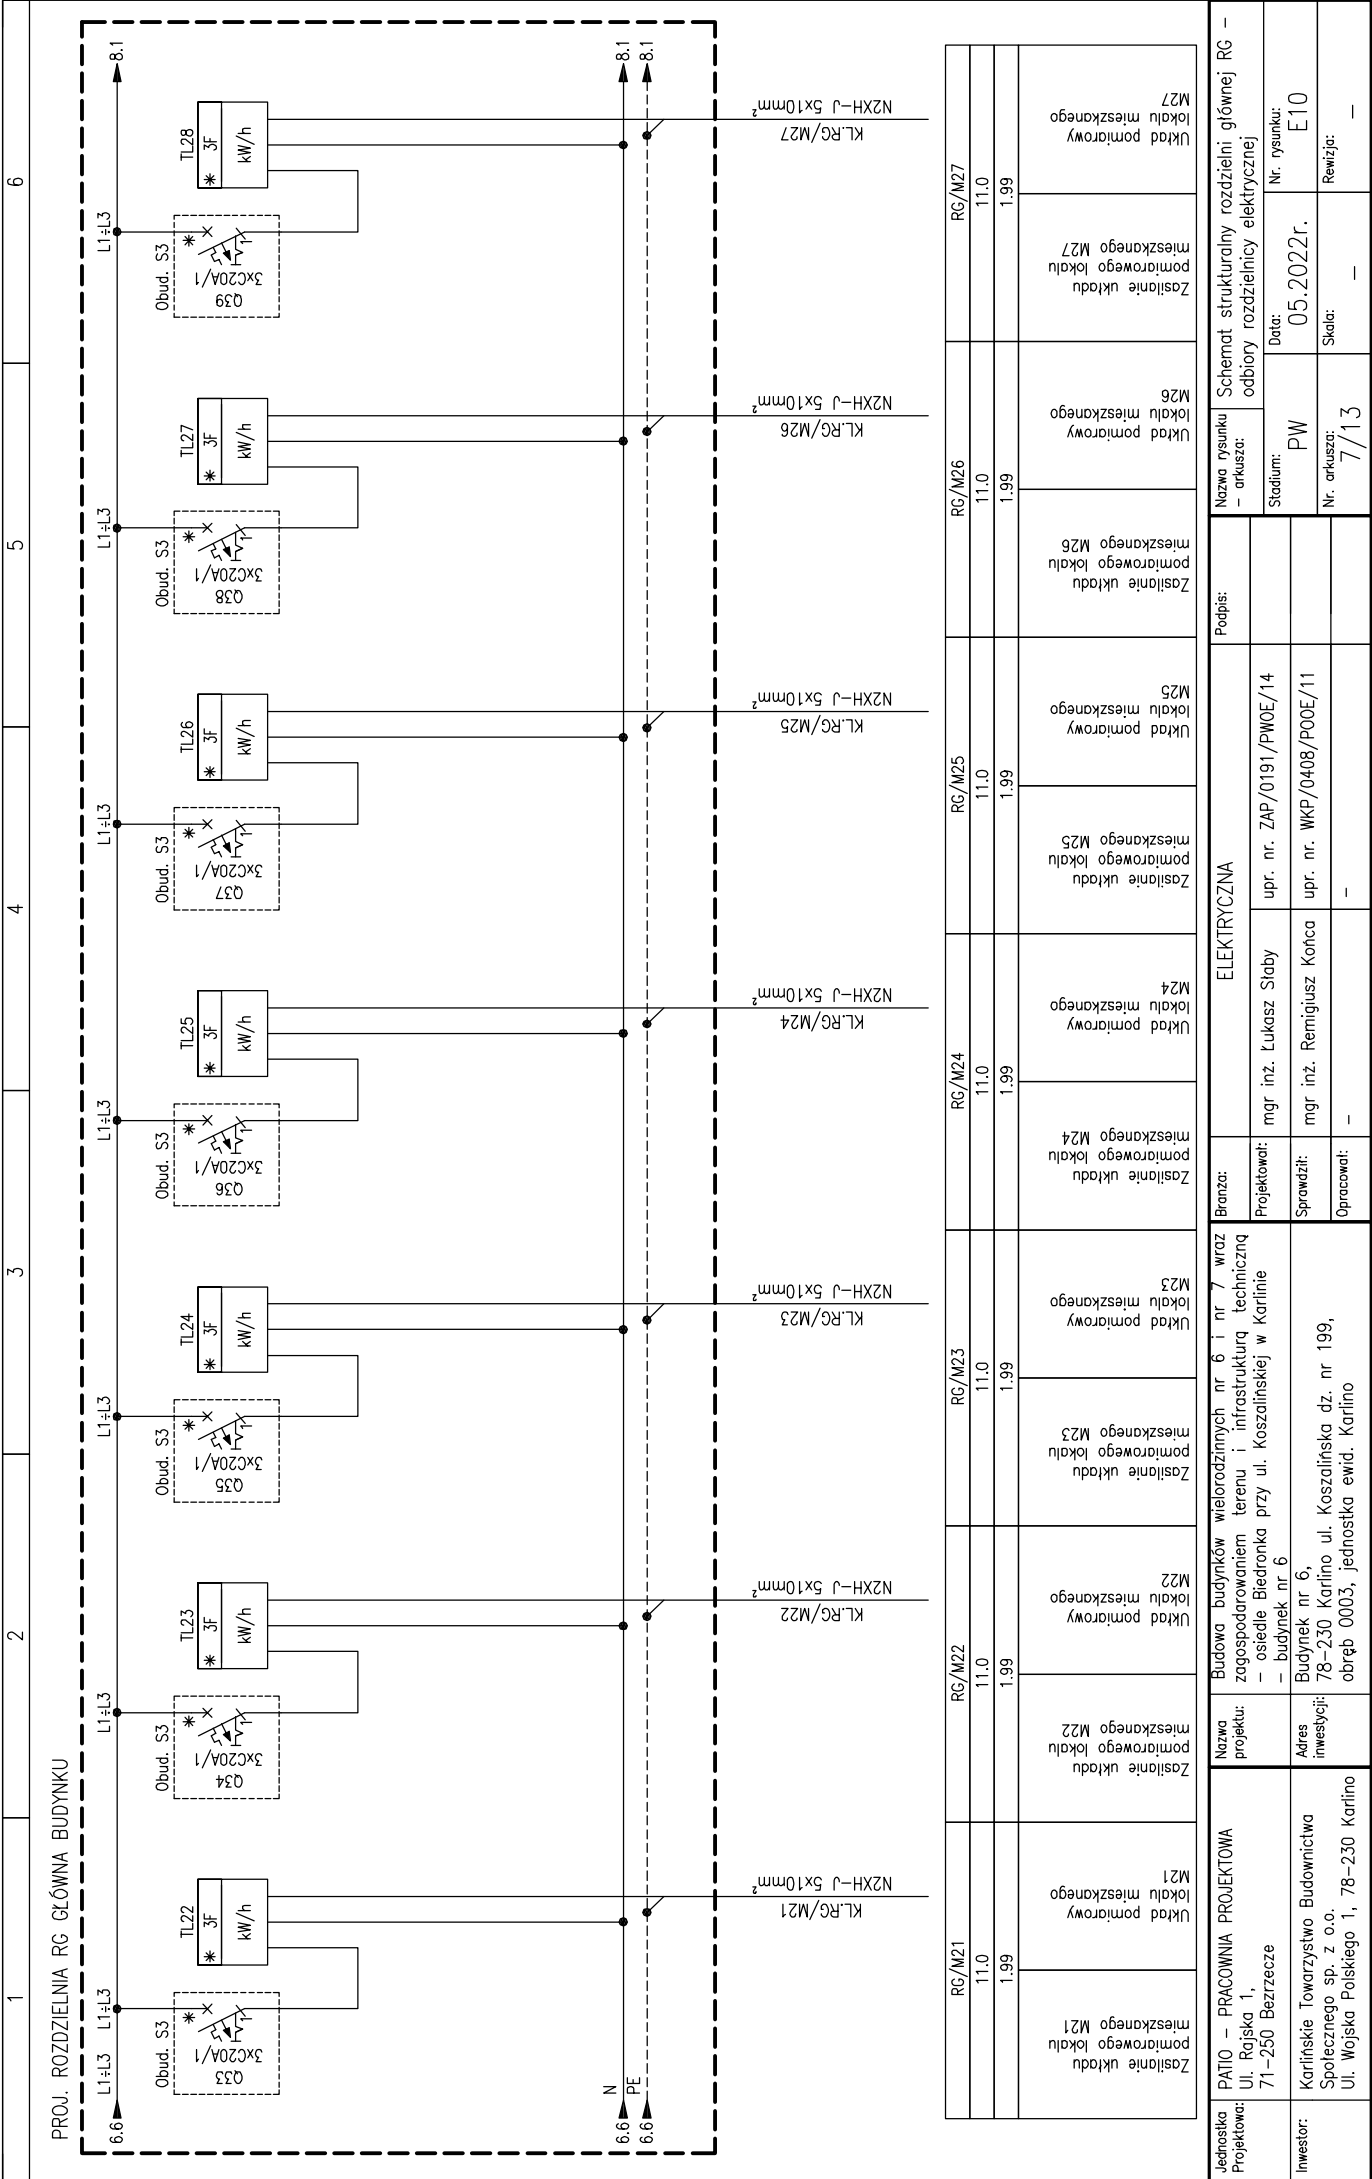 1
2
3
4
5
6
PROJ. ROZDZIELNIA RG GŁÓWNA BUDYNKU
6.6
L1÷L3
8.1
L1÷L3
L1÷L3
L1÷L3
L1÷L3
L1÷L3
L1÷L3
L1÷L3
Obud. S3
Q33
3xC20A/1
TL22
3F
kW/h
Obud. S3
Q34
3xC20A/1
TL23
3F
kW/h
Obud. S3
Q35
3xC20A/1
TL24
3F
kW/h
Obud. S3
Q36
3xC20A/1
TL25
3F
kW/h
Obud. S3
Q37
3xC20A/1
TL26
3F
kW/h
Obud. S3
Q38
3xC20A/1
TL27
3F
kW/h
Obud. S3
Q39
3xC20A/1
TL28
3F
kW/h
6.6
N
8.1
6.6
PE
8.1
KL.RG/M21
N2XH-J 5x10mm²
KL.RG/M22
N2XH-J 5x10mm²
KL.RG/M23
N2XH-J 5x10mm²
KL.RG/M24
N2XH-J 5x10mm²
KL.RG/M25
N2XH-J 5x10mm²
KL.RG/M26
N2XH-J 5x10mm²
KL.RG/M27
N2XH-J 5x10mm²
RG/M21
11.0
1.99
Zasilanie układu
pomiarowego lokalu
mieszkanego M21
Układ pomiarowy
lokalu mieszkanego
M21
RG/M22
11.0
1.99
Zasilanie układu
pomiarowego lokalu
mieszkanego M22
Układ pomiarowy
lokalu mieszkanego
M22
RG/M23
11.0
1.99
Zasilanie układu
pomiarowego lokalu
mieszkanego M23
Układ pomiarowy
lokalu mieszkanego
M23
RG/M24
11.0
1.99
Zasilanie układu
pomiarowego lokalu
mieszkanego M24
Układ pomiarowy
lokalu mieszkanego
M24
RG/M25
11.0
1.99
Zasilanie układu
pomiarowego lokalu
mieszkanego M25
Układ pomiarowy
lokalu mieszkanego
M25
RG/M26
11.0
1.99
Zasilanie układu
pomiarowego lokalu
mieszkanego M26
Układ pomiarowy
lokalu mieszkanego
M26
RG/M27
11.0
1.99
Zasilanie układu
pomiarowego lokalu
mieszkanego M27
Układ pomiarowy
lokalu mieszkanego
M27
Jednostka
Projektowa:
PATIO – PRACOWNIA PROJEKTOWA
Ul. Rajska 1,
71-250 Bezrzecze
Inwestor:
Karlińskie Towarzystwo Budownictwa
Społecznego sp. z o.o.
Ul. Wojska Polskiego 1, 78-230 Karlino
Nazwa
projektu:
Budowa budynków wielorodzinnych nr 6 i nr 7 wraz
zagospodarowaniem terenu i infrastrukturą techniczną
– osiedle Biedronka przy ul. Koszalińskiej w Karlinie
– budynek nr 6
Adres
inwestycji:
Budynek nr 6,
78-230 Karlino ul. Koszalińska dz. nr 199,
obręb 0003, jednostka ewid. Karlino
Branża:
ELEKTRYCZNA
Podpis:
Projektował:
mgr inż. Łukasz Słaby
upr. nr. ZAP/0191/PWOE/14
Sprawdził:
mgr inż. Remigiusz Końca
upr. nr. WKP/0408/POOE/11
Opracował:
–
–
Nazwa rysunku
– arkusza:
Schemat strukturalny rozdzielni głównej RG –
odbiory rozdzielnicy elektrycznej
Stadium:
PW
Data:
05.2022r.
Nr. rysunku:
E10
Nr. arkusza:
7/13
Skala:
–
Rewizja:
–